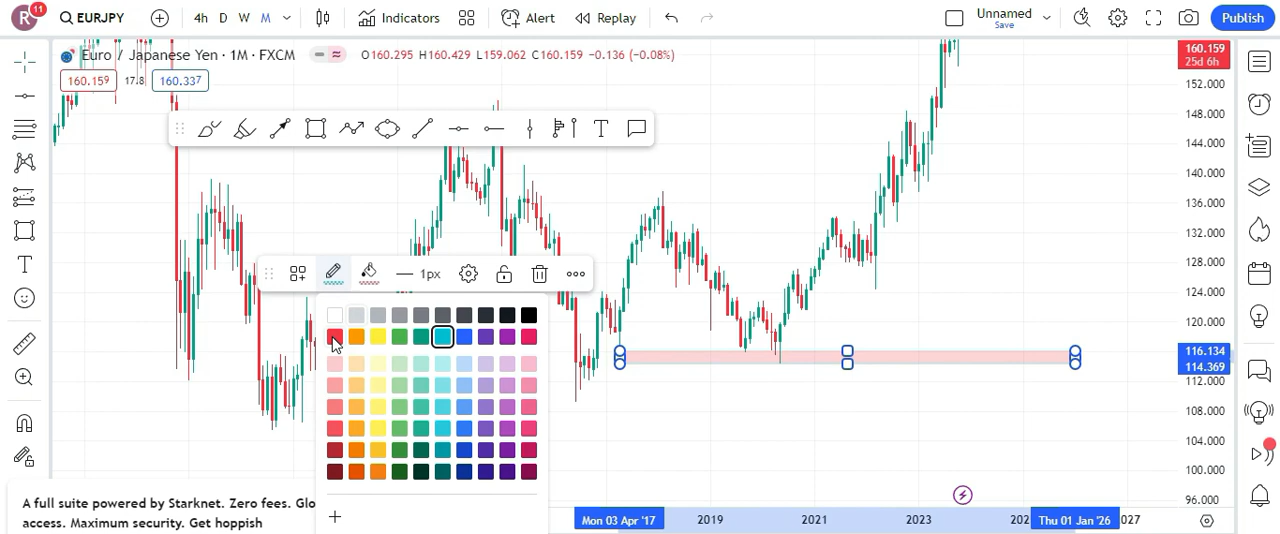 R 11 EURJPY 4h D W M Indicators Alert Replay Unnamed Save Publish
Euro / Japanese Yen · 1M · FXCM O160.295 H160.429 L159.062 C160.159 −0.136 (−0.08%)
160.159 17.8 160.337
160.159
25d 6h
152.000
148.000
144.000
140.000
136.000
132.000
128.000
124.000
120.000
116.134
114.369
112.000
108.000
104.000
100.000
96.000
T
1px
T
A full suite powered by Starknet. Zero fees. Glo
access. Maximum security. Get hoppish
Mon 03 Apr '17 2019 2021 2023 202 Thu 01 Jan '26 027